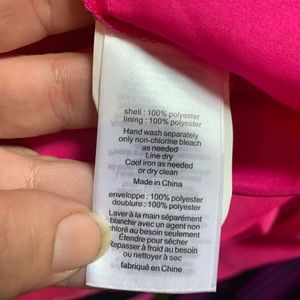 shell : 100% polyester
lining : 100% polyester
Hand wash separately
only non-chlorine bleach
as needed
Line dry
Cool iron as needed
or dry clean
Made in China
enveloppe : 100% polyester
doublure : 100% polyester
Laver à la main séparément
blanchir avec un agent non
chloré au besoin seulement
Étendre pour sécher
Repasser à froid au besoin
ou nettoyer à sec
fabriqué en Chine